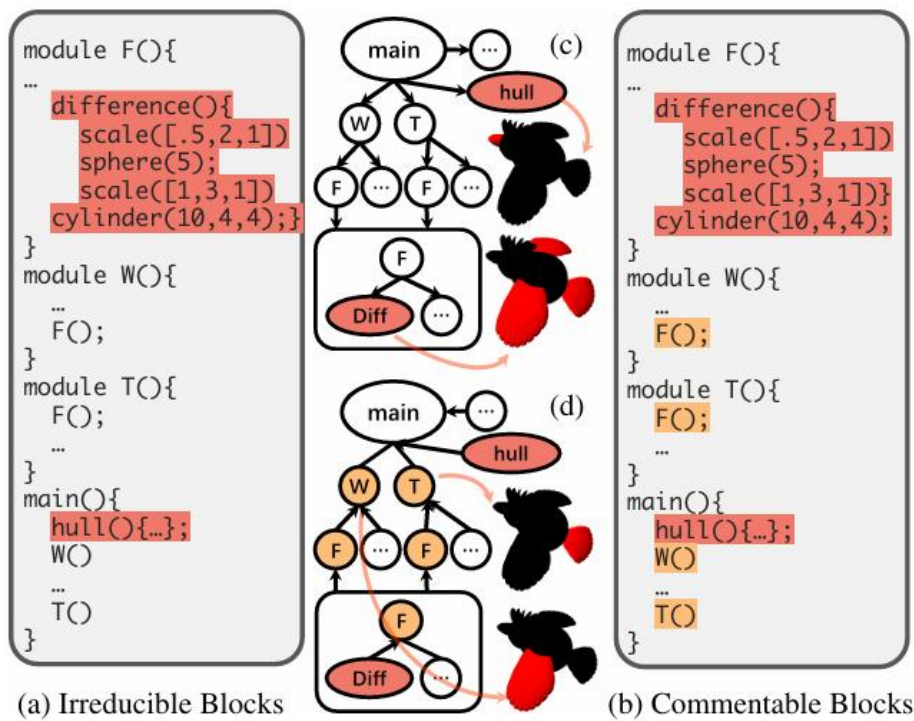 module F(){
…
difference(){
scale([.5,2,1])
sphere(5);
scale([1,3,1])
cylinder(10,4,4);}
}
module W(){
…
F();
}
module T(){
F();
…
}
main(){
hull(){…};
W()
…
T()
}
(a) Irreducible Blocks
main
…
(c)
hull
W
T
F
…
F
…
F
Diff
…
main
…
(d)
hull
W
T
F
…
F
…
F
Diff
…
module F(){
…
difference(){
scale([.5,2,1])
sphere(5);
scale([1,3,1])}
cylinder(10,4,4);
}
module W(){
…
F();
}
module T(){
F();
…
}
main(){
hull(){…};
W()
…
T()
}
(b) Commentable Blocks